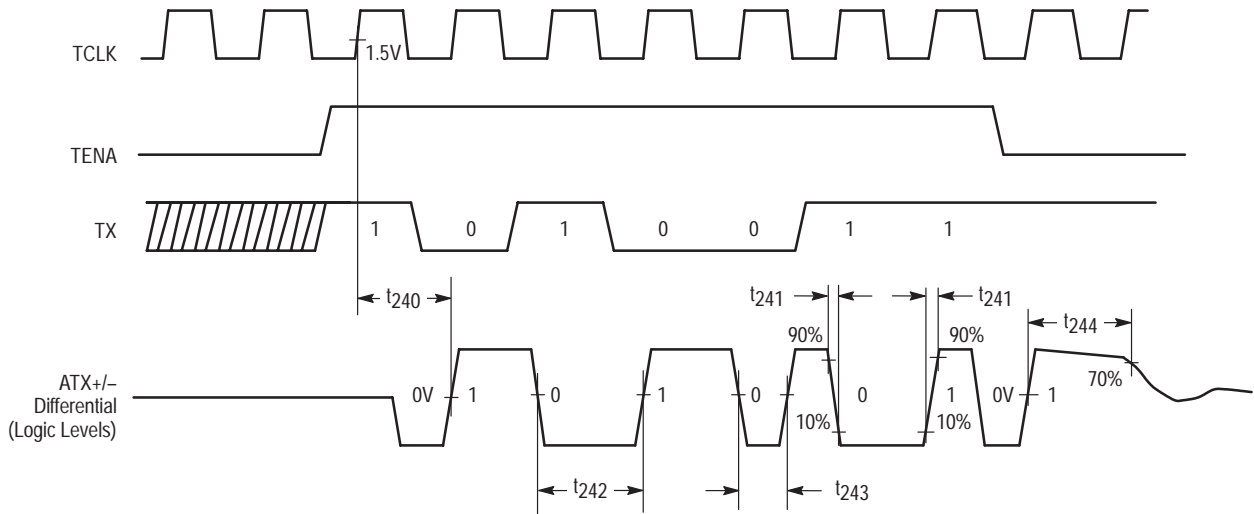 TCLK
1.5V
TENA
TX 1 0 1 0 0 1 1
t240 t241 t241 t244
90% 90%
70%
ATX+/–
Differential
(Logic Levels)
0V 1 0 1 0 0 1 0V 1
10% 10%
t242 t243